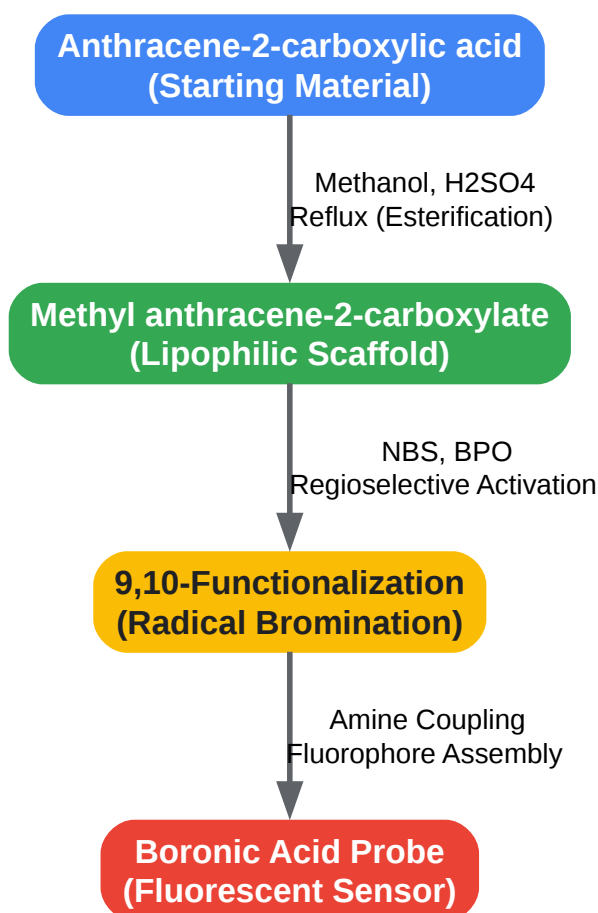 Anthracene-2-carboxylic acid
(Starting Material)
Methanol, H2SO4
Reflux (Esterification)
Methyl anthracene-2-carboxylate
(Lipophilic Scaffold)
NBS, BPO
Regioselective Activation
9,10-Functionalization
(Radical Bromination)
Amine Coupling
Fluorophore Assembly
Boronic Acid Probe
(Fluorescent Sensor)